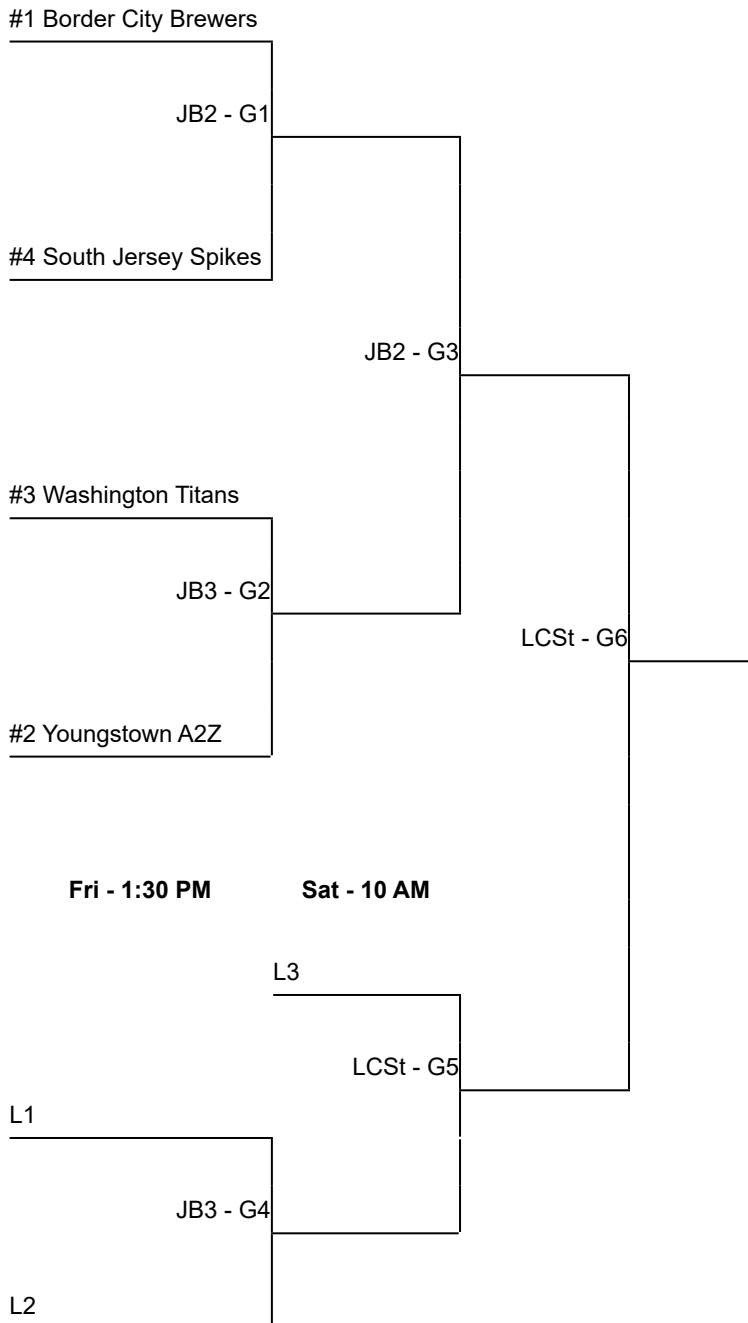 #1 Border City Brewers
JB2 - G1
#4 South Jersey Spikes
JB2 - G3
#3 Washington Titans
JB3 - G2
LCSt - G6
#2 Youngstown A2Z
Fri - 1:30 PM
Sat - 10 AM
L3
LCSt - G5
L1
JB3 - G4
L2